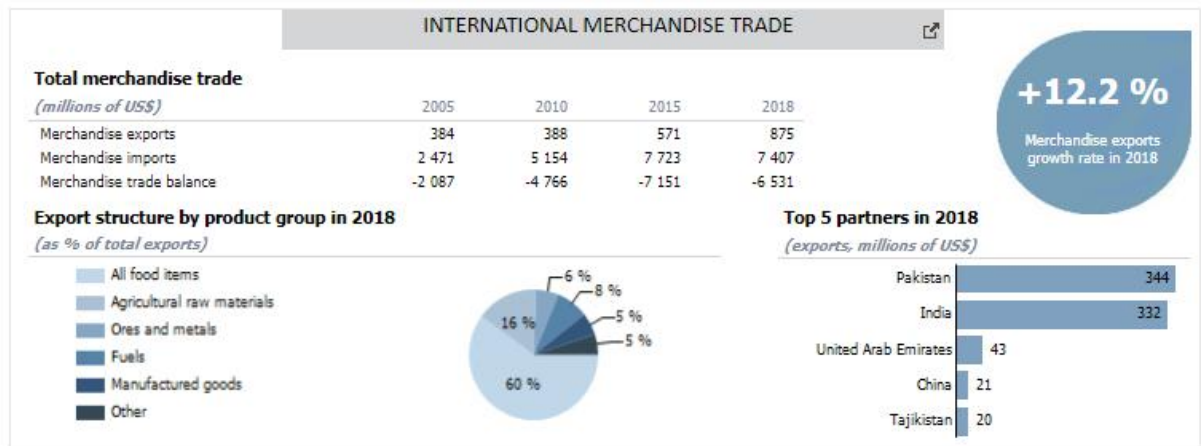 INTERNATIONAL MERCHANDISE TRADE
+12.2 %
Merchandise exports
growth rate in 2018
Total merchandise trade
(millions of US$) 2005 2010 2015 2018
Merchandise exports 384 388 571 875
Merchandise imports 2 471 5 154 7 723 7 407
Merchandise trade balance -2 087 -4 766 -7 151 -6 531
Export structure by product group in 2018
(as % of total exports)
All food items
Agricultural raw materials
Ores and metals
Fuels
Manufactured goods
Other
6 %
8 %
5 %
5 %
16 %
60 %
Top 5 partners in 2018
(exports, millions of US$)
Pakistan 344
India 332
United Arab Emirates 43
China 21
Tajikistan 20